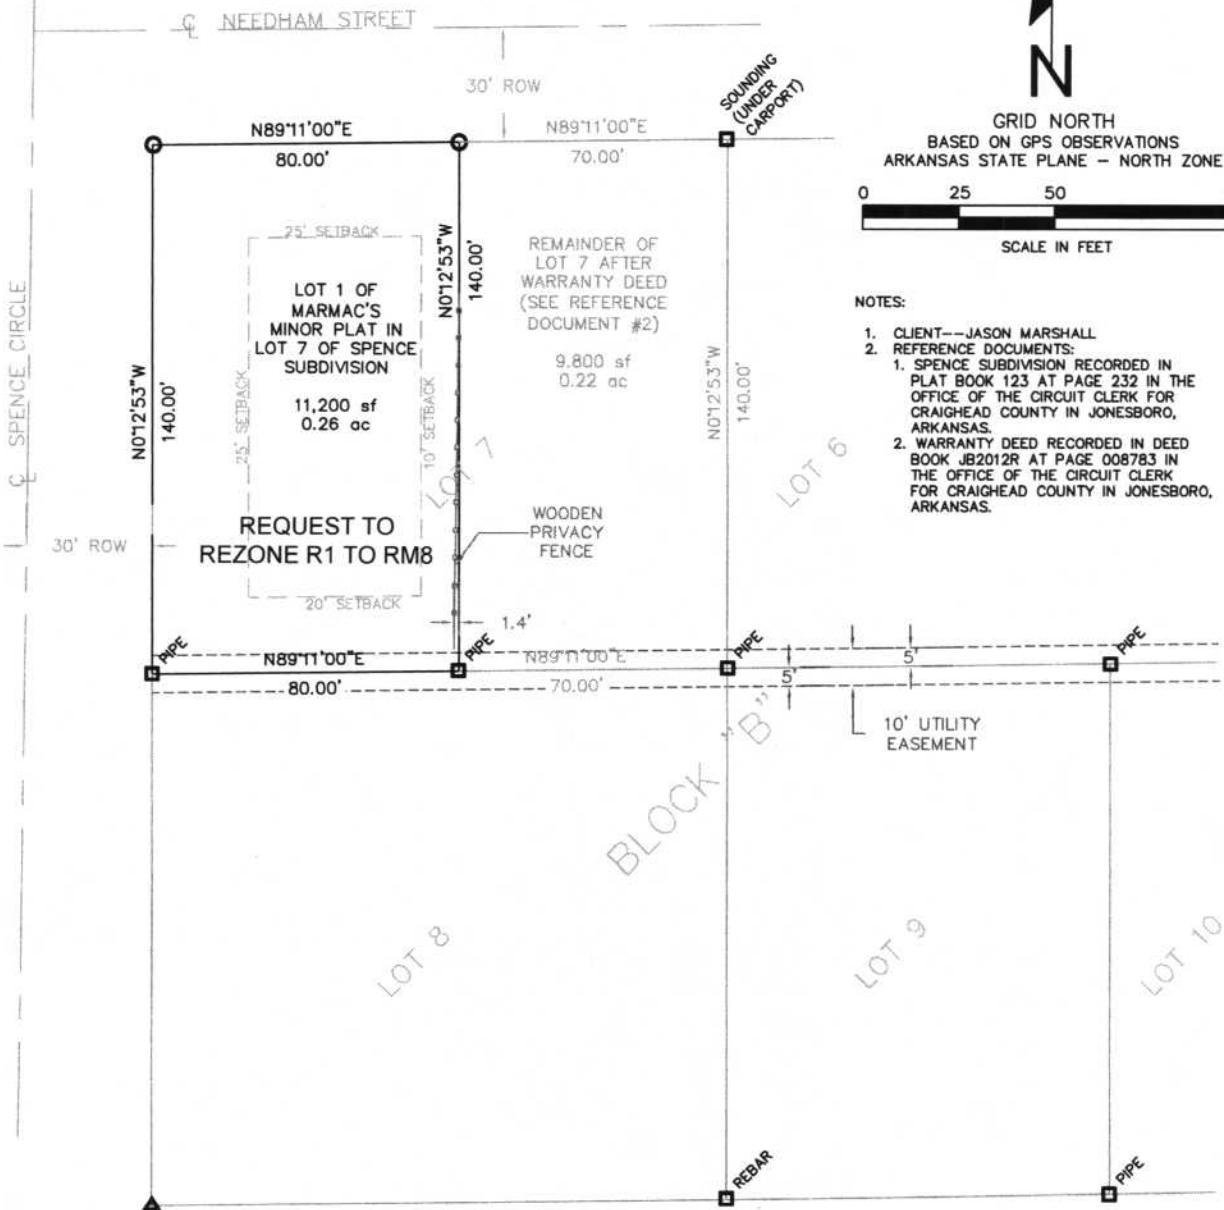 ℄ NEEDHAM STREET
30' ROW
SOUNDING
(UNDER
CARPORT)
N
GRID NORTH
BASED ON GPS OBSERVATIONS
ARKANSAS STATE PLANE – NORTH ZONE
0 25 50
SCALE IN FEET
N89°11'00"E
80.00'
N89°11'00"E
70.00'
25' SETBACK
LOT 1 OF
MARMAC'S
MINOR PLAT IN
LOT 7 OF SPENCE
SUBDIVISION
11,200 sf
0.26 ac
25' SETBACK
10' SETBACK
20' SETBACK
N0°12'53"W
140.00'
N0°12'53"W
140.00'
REMAINDER OF
LOT 7 AFTER
WARRANTY DEED
(SEE REFERENCE
DOCUMENT #2)
9.800 sf
0.22 ac
N0°12'53"W
140.00'
℄ SPENCE CIRCLE
30' ROW
LOT 7
LOT 6
REQUEST TO
REZONE R1 TO RM8
WOODEN
PRIVACY
FENCE
1.4'
NOTES:
1. CLIENT--JASON MARSHALL
2. REFERENCE DOCUMENTS:
1. SPENCE SUBDIVISION RECORDED IN
PLAT BOOK 123 AT PAGE 232 IN THE
OFFICE OF THE CIRCUIT CLERK FOR
CRAIGHEAD COUNTY IN JONESBORO,
ARKANSAS.
2. WARRANTY DEED RECORDED IN DEED
BOOK JB2012R AT PAGE 008783 IN
THE OFFICE OF THE CIRCUIT CLERK
FOR CRAIGHEAD COUNTY IN JONESBORO,
ARKANSAS.
PIPE
N89°11'00"E
80.00'
PIPE
N89°11'00"E
70.00'
PIPE
5'
5'
PIPE
10' UTILITY
EASEMENT
BLOCK "B"
LOT 8
LOT 9
LOT 10
REBAR
PIPE